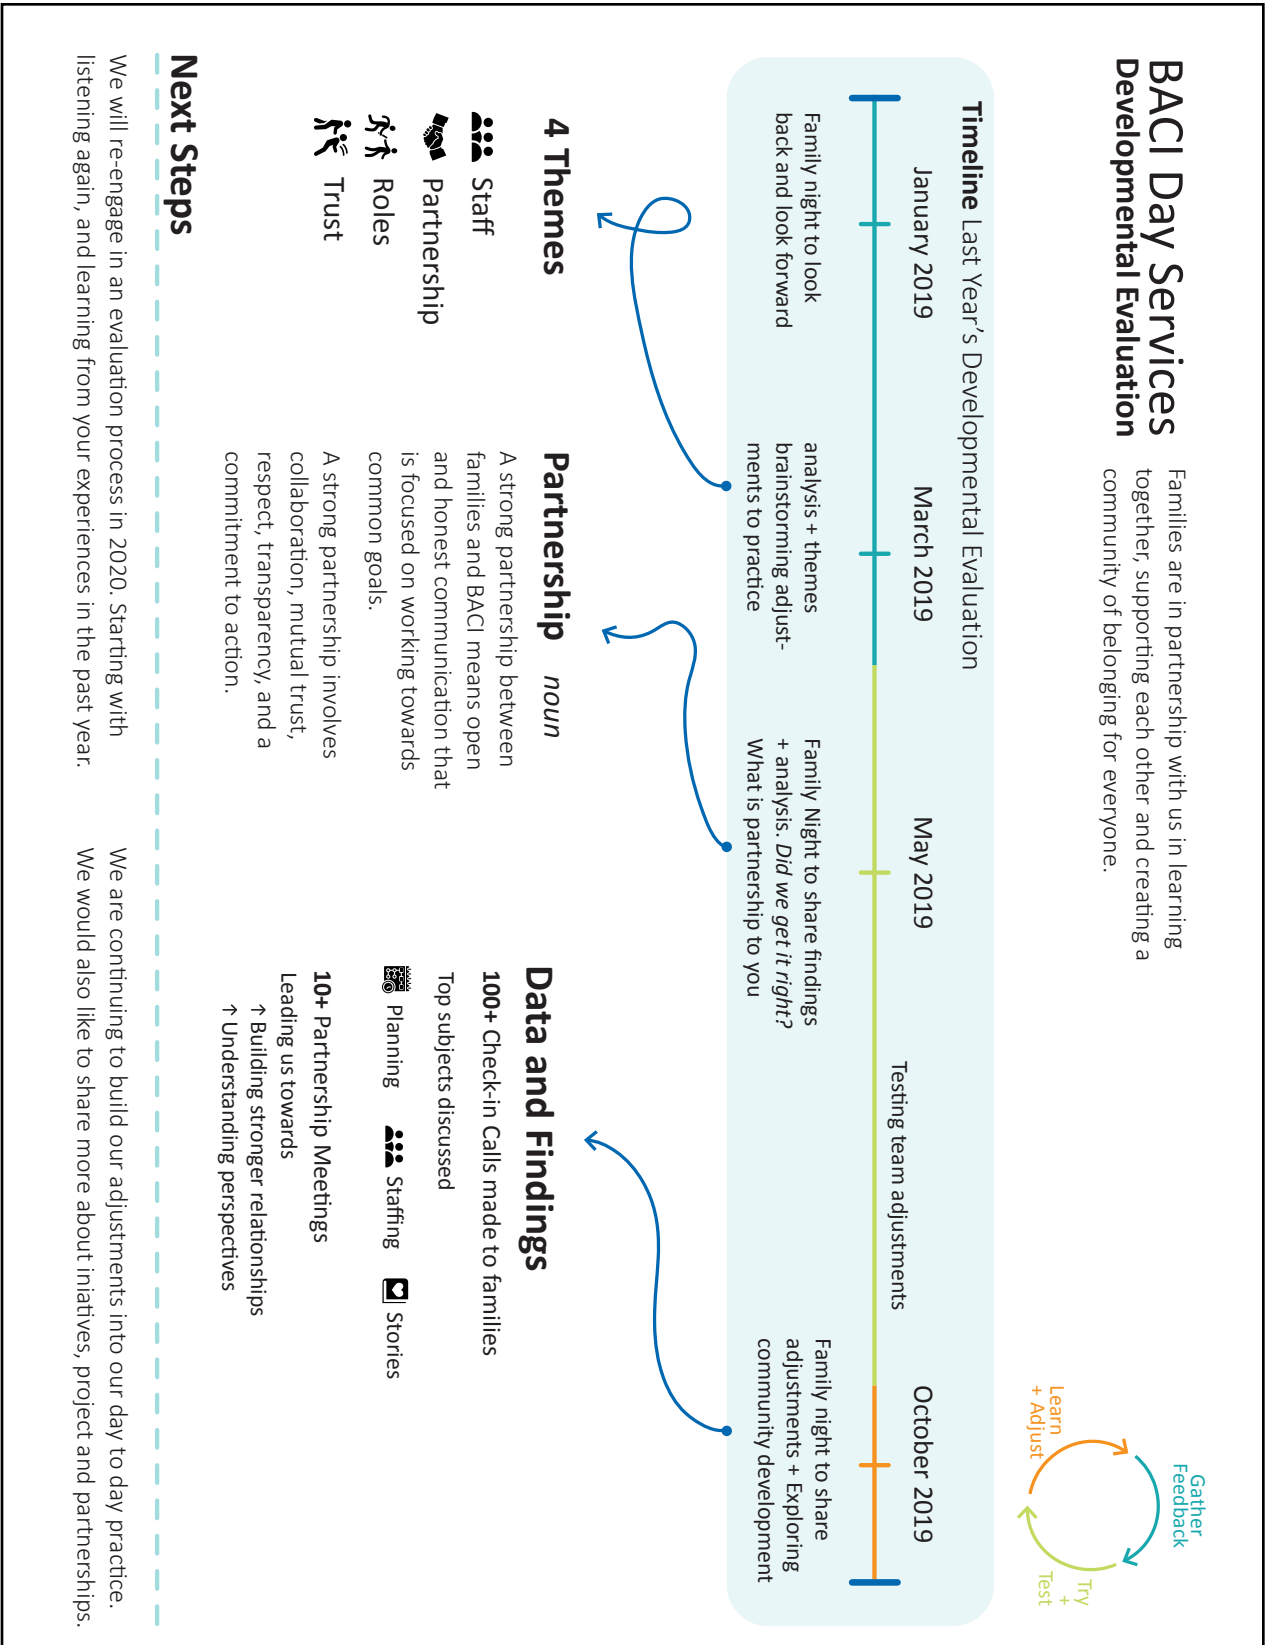 BACI Day Services
Developmental Evaluation
Families are in partnership with us in learning
together, supporting each other and creating a
community of belonging for everyone.
Gather
Feedback
Try
+
Test
Learn
+ Adjust
Timeline Last Year's Developmental Evaluation
January 2019
March 2019
May 2019
Testing team adjustments
October 2019
Family night to look
back and look forward
analysis + themes
brainstorming adjust-
ments to practice
Family Night to share findings
+ analysis. Did we get it right?
What is partnership to you
Family night to share
adjustments + Exploring
community development
4 Themes
Staff
Partnership
Roles
Trust
Partnership noun
A strong partnership between
families and BACI means open
and honest communication that
is focused on working towards
common goals.
A strong partnership involves
collaboration, mutual trust,
respect, transparency, and a
commitment to action.
Data and Findings
100+ Check-in Calls made to families
Top subjects discussed
Planning Staffing Stories
10+ Partnership Meetings
Leading us towards
↑ Building stronger relationships
↑ Understanding perspectives
Next Steps
We will re-engage in an evaluation process in 2020. Starting with
listening again, and learning from your experiences in the past year.
We are continuing to build our adjustments into our day to day practice.
We would also like to share more about iniatives, project and partnerships.